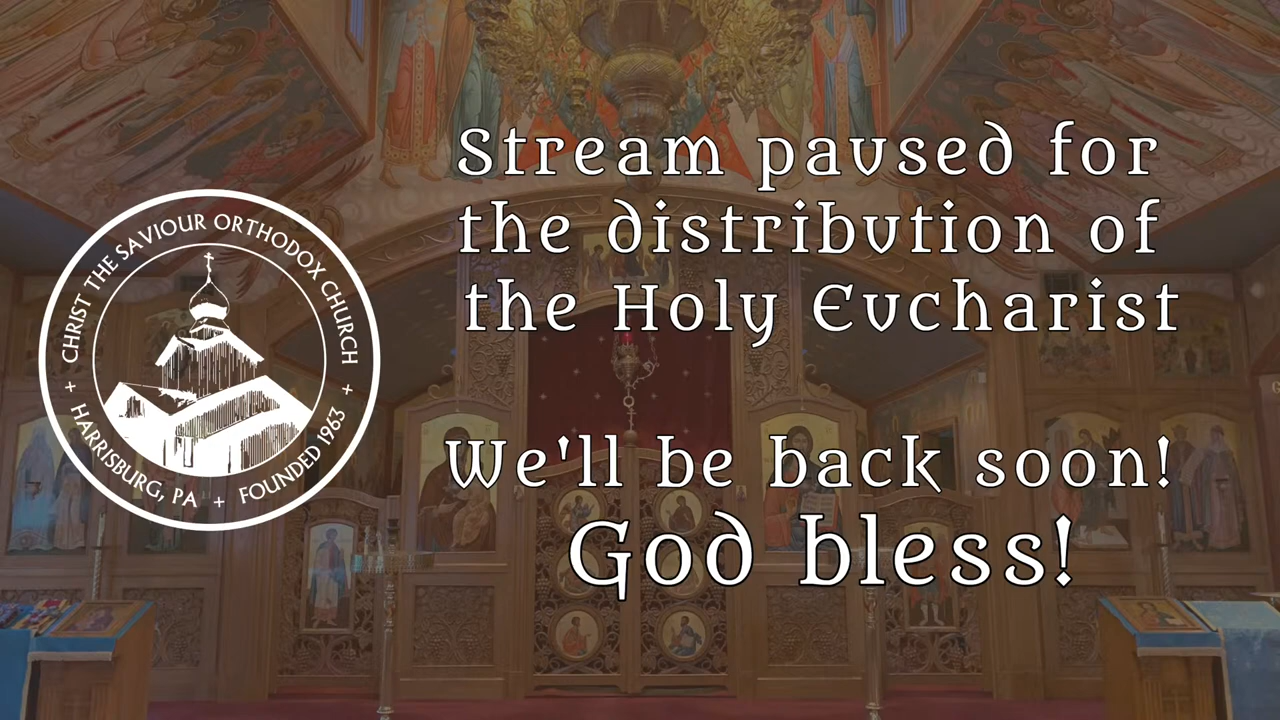 CHRIST THE SAVIOUR ORTHODOX CHURCH
+ HARRISBURG, PA + FOUNDED 1963 +
Stream paused for
the distribution of
the Holy Eucharist
We'll be back soon!
God bless!